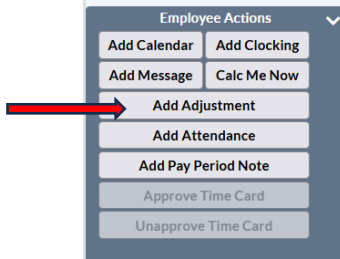 Employee Actions
Add Calendar Add Clocking
Add Message Calc Me Now
Add Adjustment
Add Attendance
Add Pay Period Note
Approve Time Card
Unapprove Time Card